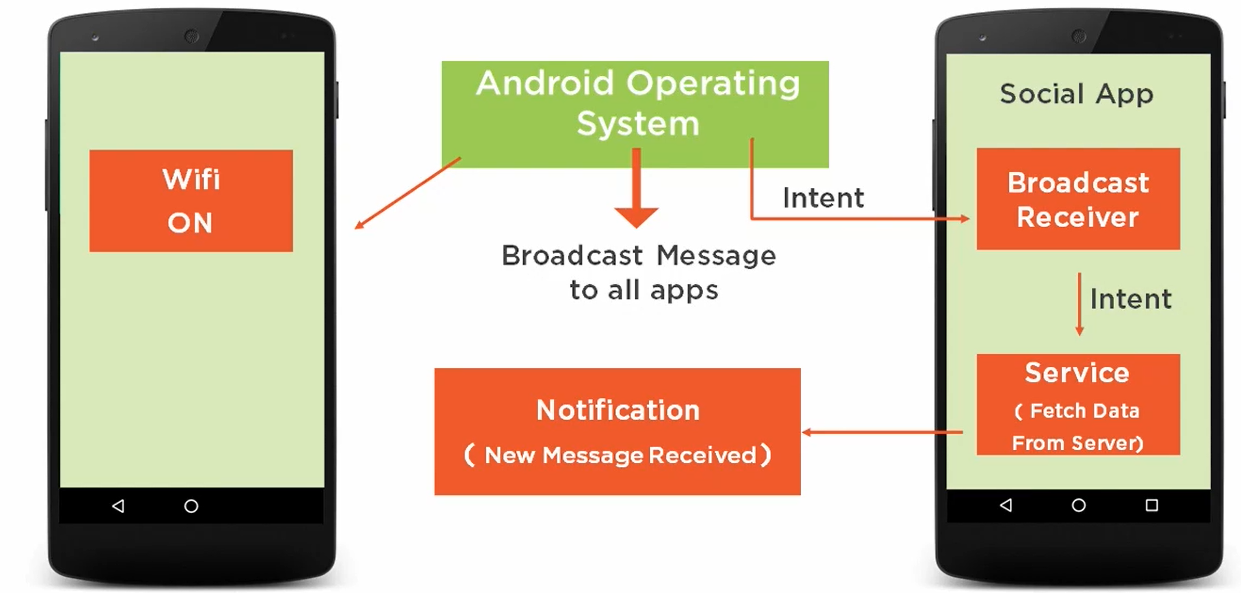 Wifi
ON
Android Operating
System
Intent
Broadcast Message
to all apps
Notification
( New Message Received)
Social App
Broadcast
Receiver
Intent
Service
( Fetch Data
From Server)